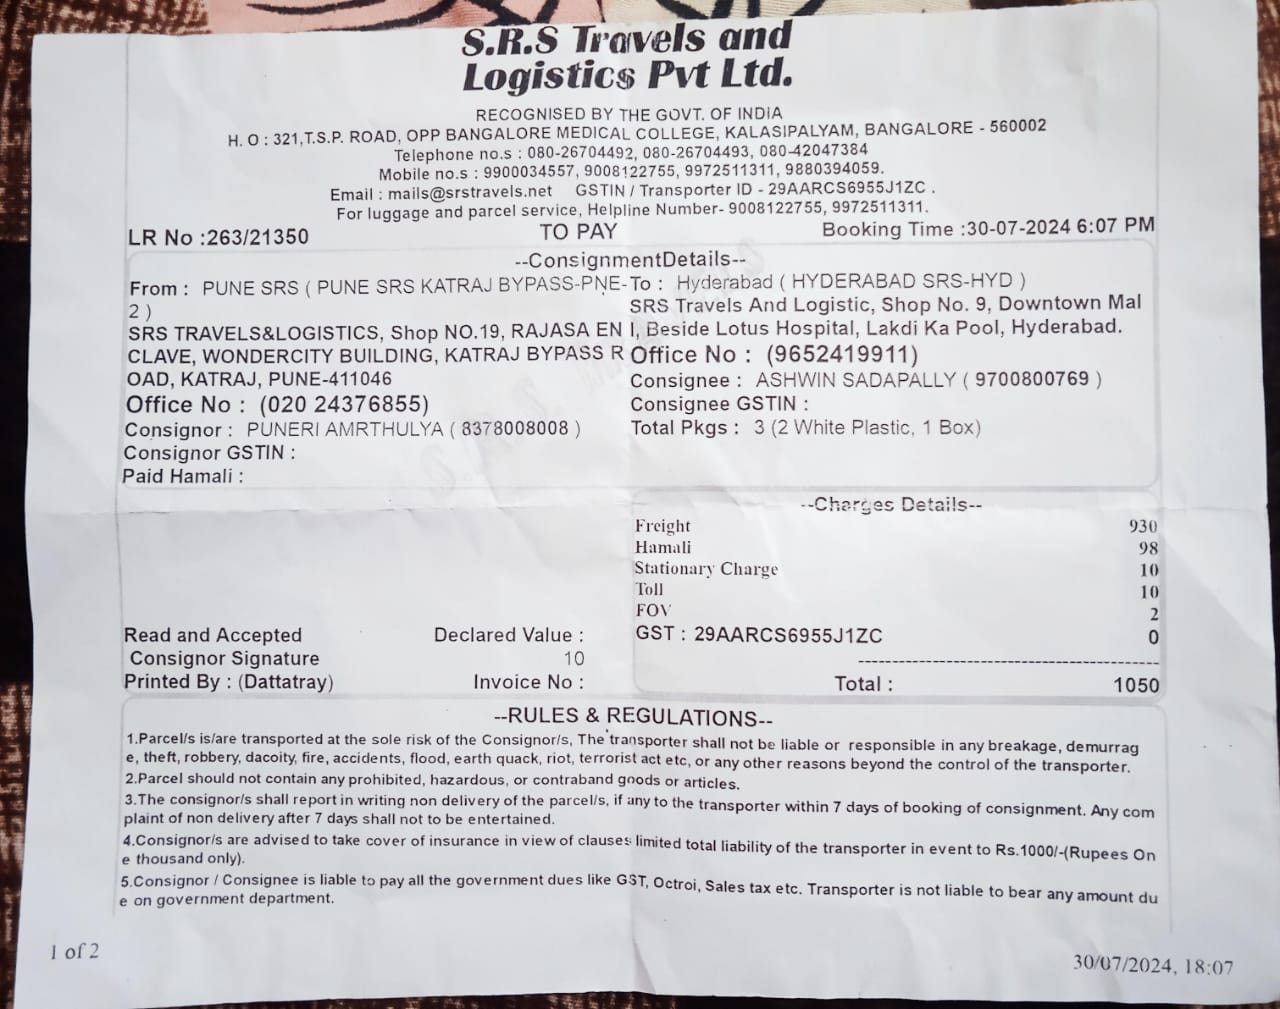 S.R.S Travels and
Logistics Pvt Ltd.
RECOGNISED BY THE GOVT. OF INDIA
H. O : 321,T.S.P. ROAD, OPP BANGALORE MEDICAL COLLEGE, KALASIPALYAM, BANGALORE - 560002
Telephone no.s : 080-26704492, 080-26704493, 080-42047384
Mobile no.s : 9900034557, 9008122755, 9972511311, 9880394059.
Email : mails@srstravels.net GSTIN / Transporter ID - 29AARCS6955J1ZC .
For luggage and parcel service, Helpline Number- 9008122755, 9972511311.
LR No :263/21350 TO PAY Booking Time :30-07-2024 6:07 PM
--ConsignmentDetails--
From : PUNE SRS ( PUNE SRS KATRAJ BYPASS-PNE-
2 )
SRS TRAVELS&LOGISTICS, Shop NO.19, RAJASA EN
CLAVE, WONDERCITY BUILDING, KATRAJ BYPASS R
OAD, KATRAJ, PUNE-411046
Office No : (020 24376855)
Consignor : PUNERI AMRTHULYA ( 8378008008 )
Consignor GSTIN :
Paid Hamali :
To : Hyderabad ( HYDERABAD SRS-HYD )
SRS Travels And Logistic, Shop No. 9, Downtown Mal
l, Beside Lotus Hospital, Lakdi Ka Pool, Hyderabad.
Office No : (9652419911)
Consignee : ASHWIN SADAPALLY ( 9700800769 )
Consignee GSTIN :
Total Pkgs : 3 (2 White Plastic, 1 Box)
--Charges Details--
Freight 930
Hamali 98
Stationary Charge 10
Toll 10
FOV 2
GST : 29AARCS6955J1ZC 0
Total : 1050
Read and Accepted Declared Value :
Consignor Signature 10
Printed By : (Dattatray) Invoice No :
--RULES & REGULATIONS--
1.Parcel/s is/are transported at the sole risk of the Consignor/s, The transporter shall not be liable or responsible in any breakage, demurrag
e, theft, robbery, dacoity, fire, accidents, flood, earth quack, riot, terrorist act etc, or any other reasons beyond the control of the transporter.
2.Parcel should not contain any prohibited, hazardous, or contraband goods or articles.
3.The consignor/s shall report in writing non delivery of the parcel/s, if any to the transporter within 7 days of booking of consignment. Any com
plaint of non delivery after 7 days shall not to be entertained.
4.Consignor/s are advised to take cover of insurance in view of clauses limited total liability of the transporter in event to Rs.1000/-(Rupees On
e thousand only).
5.Consignor / Consignee is liable to pay all the government dues like GST, Octroi, Sales tax etc. Transporter is not liable to bear any amount du
e on government department.
1 of 2 30/07/2024, 18:07